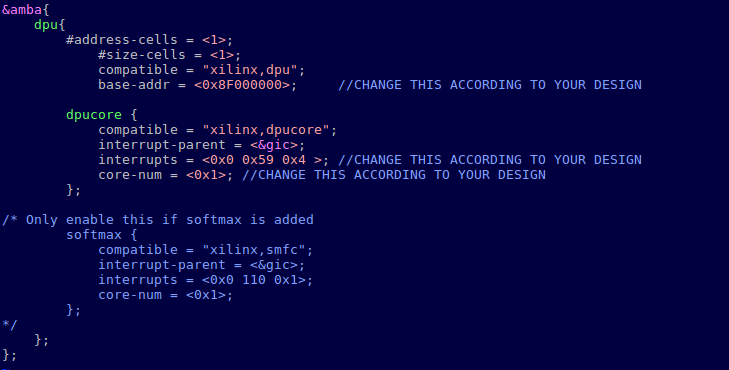 &amba{
    dpu{
        #address-cells = <1>;
            #size-cells = <1>;
            compatible = "xilinx,dpu";
            base-addr = <0x8F000000>;     //CHANGE THIS ACCORDING TO YOUR DESIGN

        dpucore {
            compatible = "xilinx,dpucore";
            interrupt-parent = <&gic>;
            interrupts = <0x0 0x59 0x4 >; //CHANGE THIS ACCORDING TO YOUR DESIGN
            core-num = <0x1>; //CHANGE THIS ACCORDING TO YOUR DESIGN
        };

/* Only enable this if softmax is added
        softmax {
            compatible = "xilinx,smfc";
            interrupt-parent = <&gic>;
            interrupts = <0x0 110 0x1>;
            core-num = <0x1>;
        };
*/
    };
};